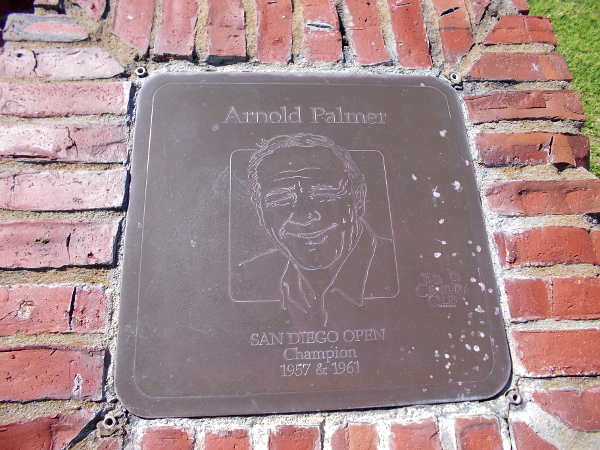 Arnold Palmer
SAN DIEGO OPEN
Champion
1957 & 1961